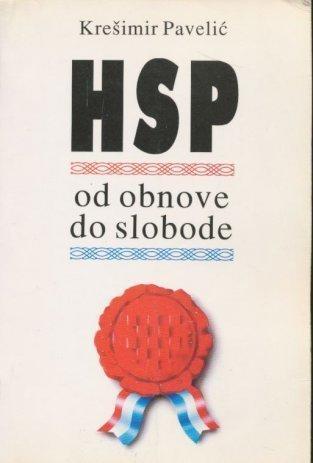 Krešimir Pavelić
HSP
od obnove
do slobode